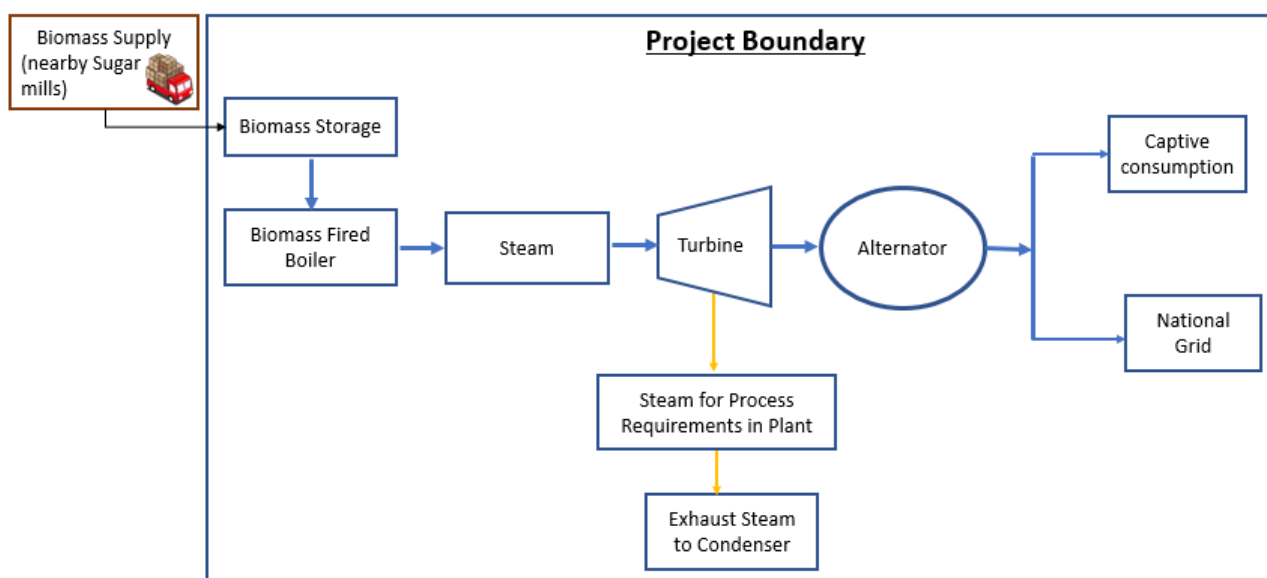 Biomass Supply
(nearby Sugar
mills)
Project Boundary
Biomass Storage
Biomass Fired
Boiler
Steam
Turbine
Alternator
Captive
consumption
National
Grid
Steam for Process
Requirements in Plant
Exhaust Steam
to Condenser